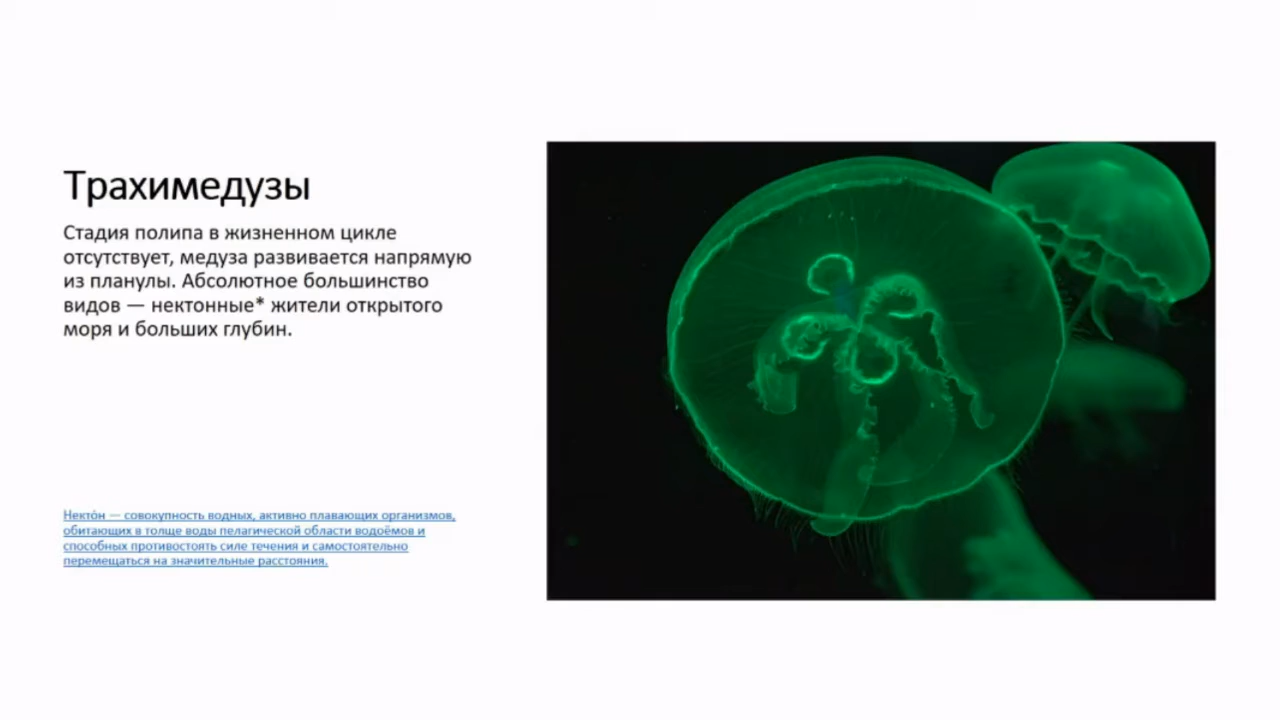 Трахимедузы
Стадия полипа в жизненном цикле
отсутствует, медуза развивается напрямую
из планулы. Абсолютное большинство
видов — нектонные* жители открытого
моря и больших глубин.
Некто́н — совокупность водных, активно плавающих организмов,
обитающих в толще воды пелагической области водоёмов и
способных противостоять силе течения и самостоятельно
перемещаться на значительные расстояния.